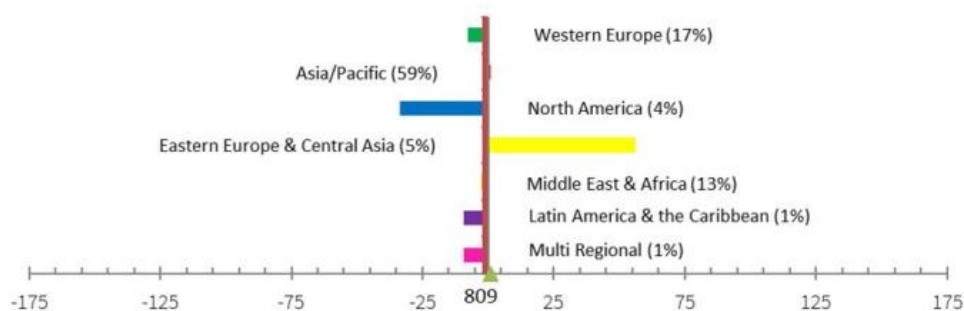 Western Europe (17%)
Asia/Pacific (59%)
North America (4%)
Eastern Europe & Central Asia (5%)
Middle East & Africa (13%)
Latin America & the Caribbean (1%)
Multi Regional (1%)
-175 -125 -75 -25 809 25 75 125 175